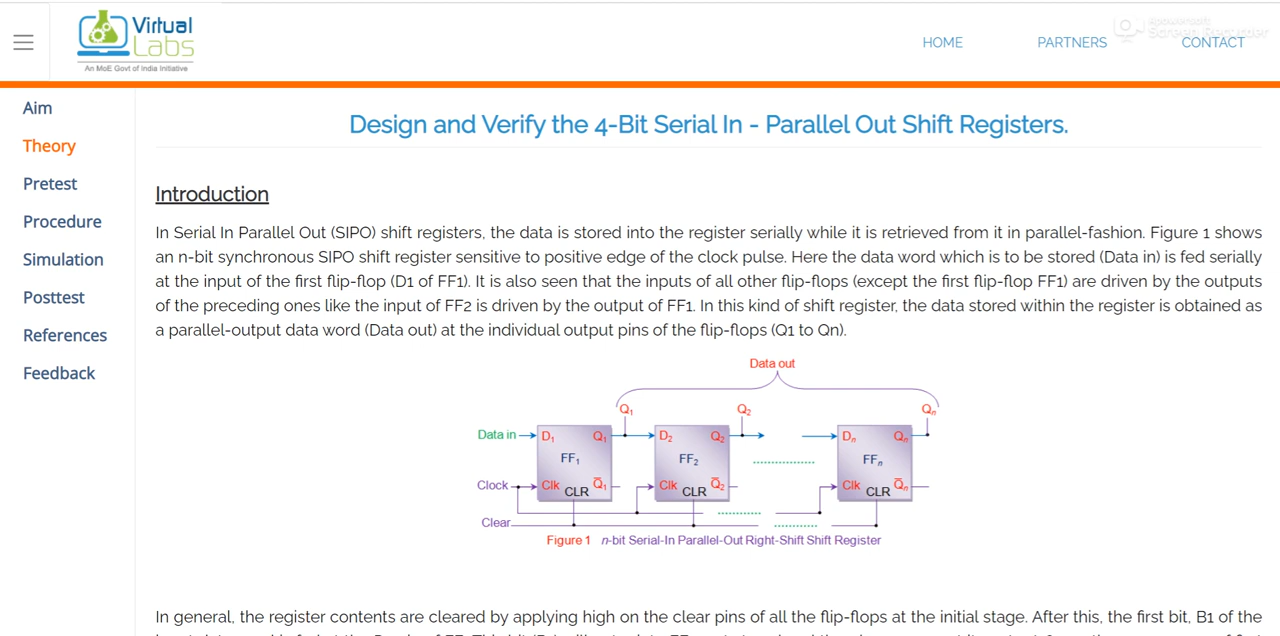 Virtual
Labs
An MoE Govt of India Initiative
HOME
PARTNERS
CONTACT
Apowersoft
Screen Recorder
Aim
Theory
Pretest
Procedure
Simulation
Posttest
References
Feedback
Design and Verify the 4-Bit Serial In - Parallel Out Shift Registers.
Introduction
In Serial In Parallel Out (SIPO) shift registers, the data is stored into the register serially while it is retrieved from it in parallel-fashion. Figure 1 shows
an n-bit synchronous SIPO shift register sensitive to positive edge of the clock pulse. Here the data word which is to be stored (Data in) is fed serially
at the input of the first flip-flop (D1 of FF1). It is also seen that the inputs of all other flip-flops (except the first flip-flop FF1) are driven by the outputs
of the preceding ones like the input of FF2 is driven by the output of FF1. In this kind of shift register, the data stored within the register is obtained as
a parallel-output data word (Data out) at the individual output pins of the flip-flops (Q1 to Qn).
Data out
Q₁ Q₂ Qₙ
Data in D₁ Q₁ D₂ Q₂ Dₙ Qₙ
FF₁ FF₂ FFₙ
Clock Clk CLR Q̅₁ Clk CLR Q̅₂ Clk CLR Q̅ₙ
Clear
Figure 1 n-bit Serial-In Parallel-Out Right-Shift Shift Register
In general, the register contents are cleared by applying high on the clear pins of all the flip-flops at the initial stage. After this, the first bit, B1 of the